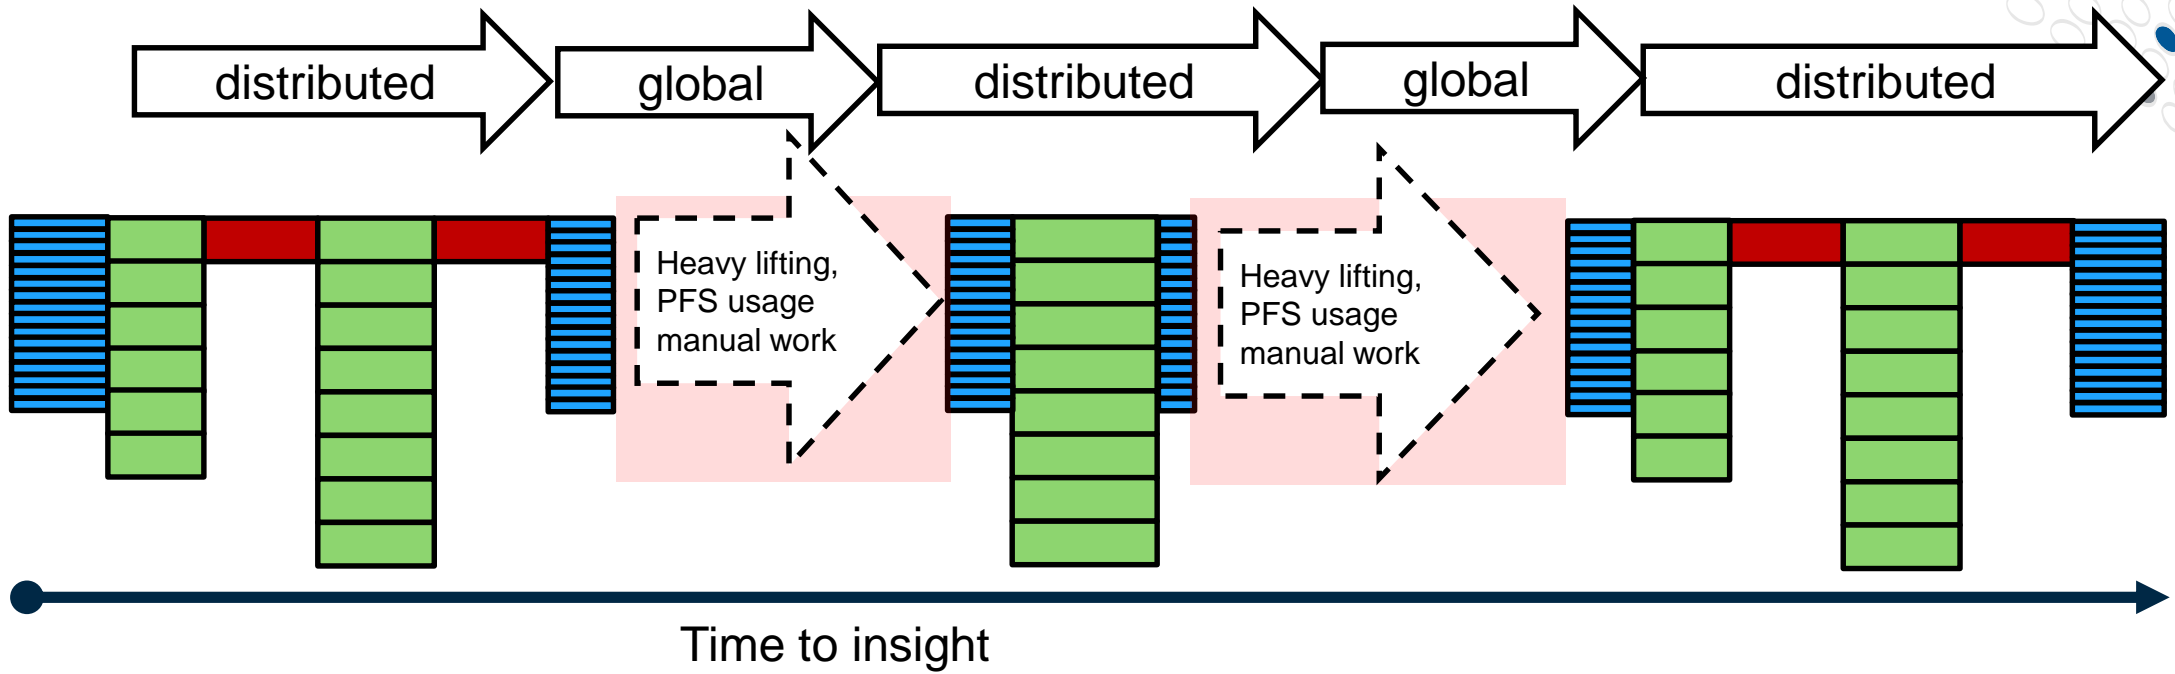 distributed
global
distributed
global
distributed
Heavy lifting,
PFS usage
manual work
Heavy lifting,
PFS usage
manual work
Time to insight